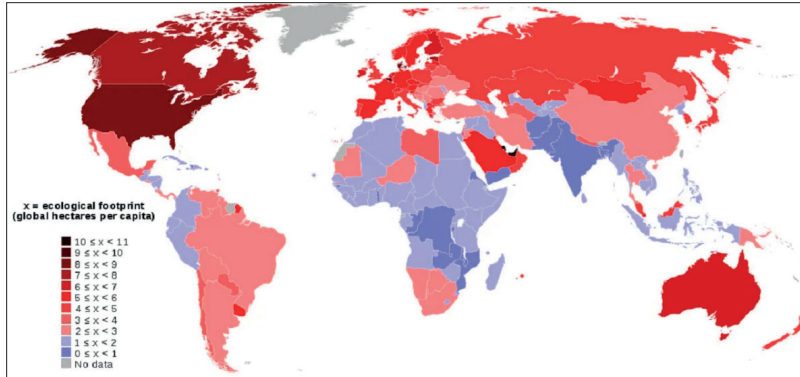 x = ecological footprint
(global hectares per capita)
10 ≤ x < 11
9 ≤ x < 10
8 ≤ x < 9
7 ≤ x < 8
6 ≤ x < 7
5 ≤ x < 6
4 ≤ x < 5
3 ≤ x < 4
2 ≤ x < 3
1 ≤ x < 2
0 ≤ x < 1
No data